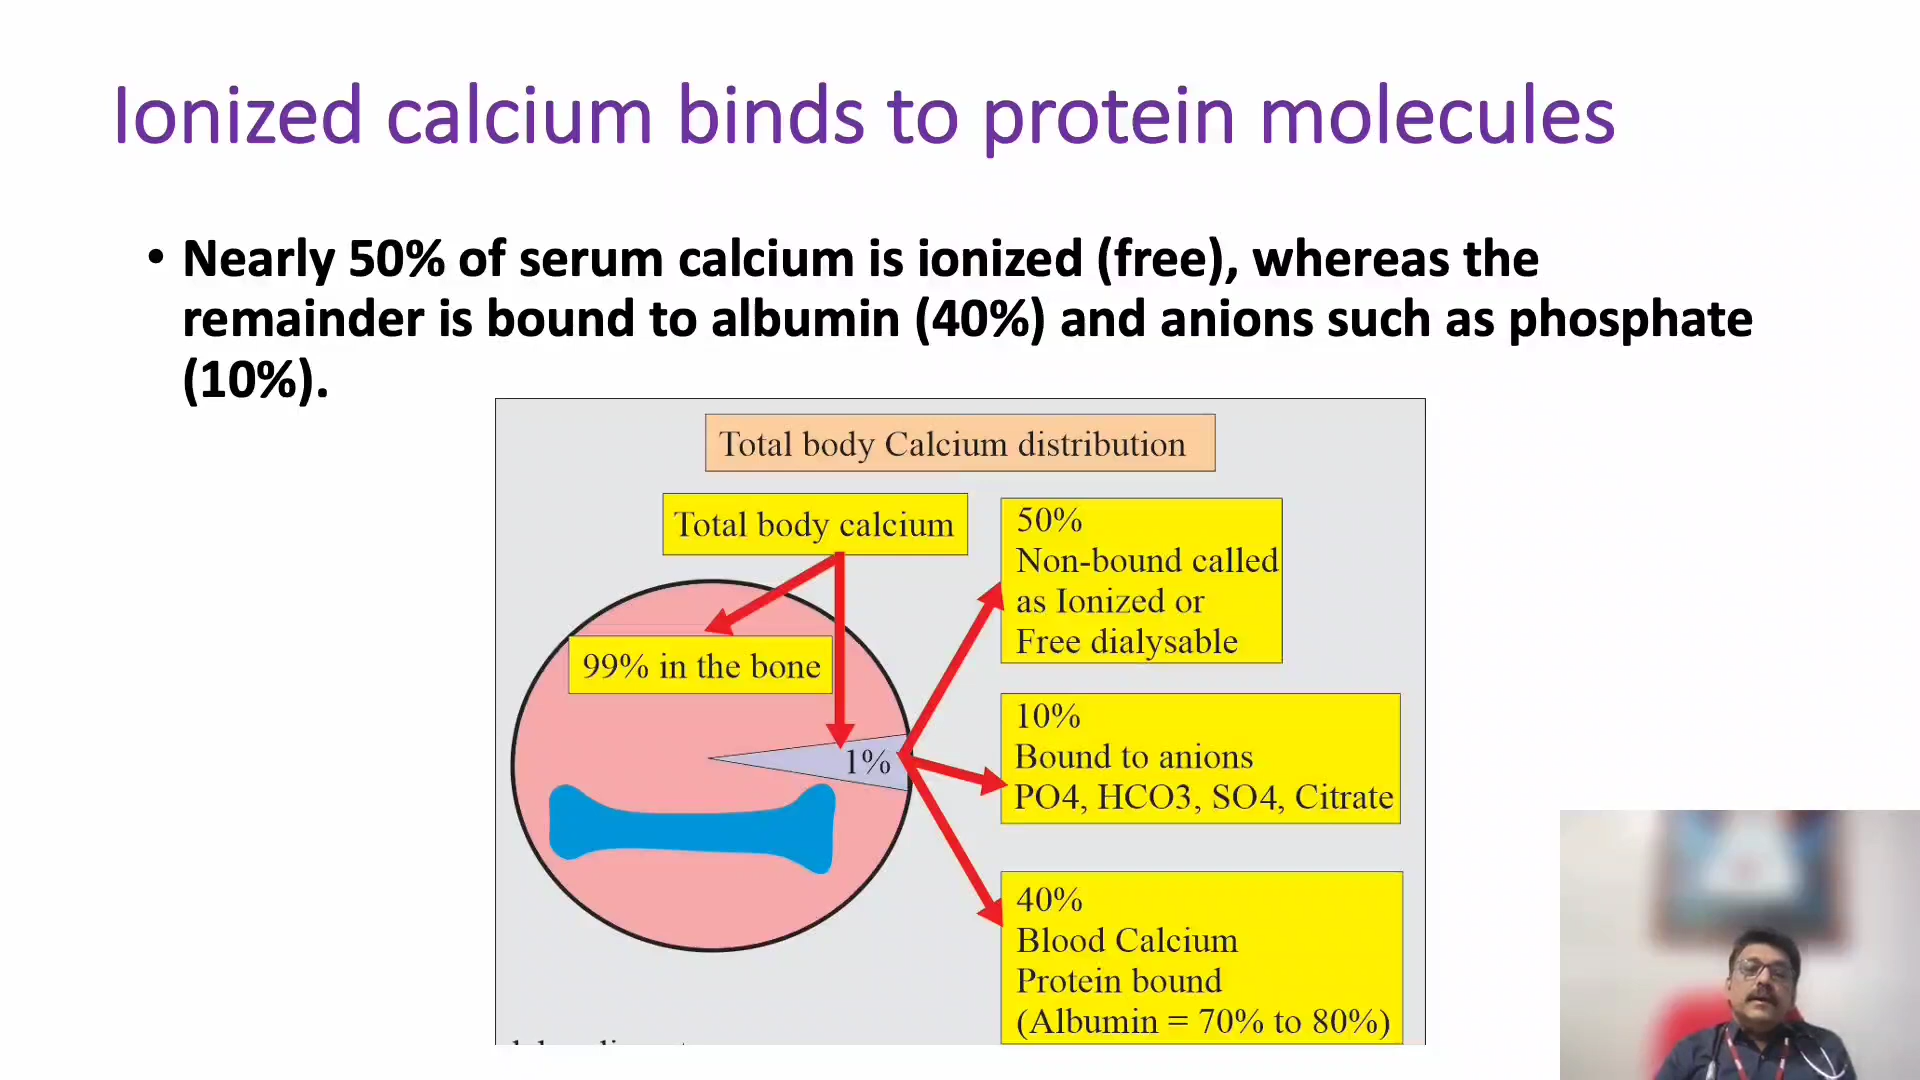 Ionized calcium binds to protein molecules
• Nearly 50% of serum calcium is ionized (free), whereas the
remainder is bound to albumin (40%) and anions such as phosphate
(10%).
Total body Calcium distribution
Total body calcium
99% in the bone
1%
50%
Non-bound called
as Ionized or
Free dialysable
10%
Bound to anions
PO4, HCO3, SO4, Citrate
40%
Blood Calcium
Protein bound
(Albumin = 70% to 80%)